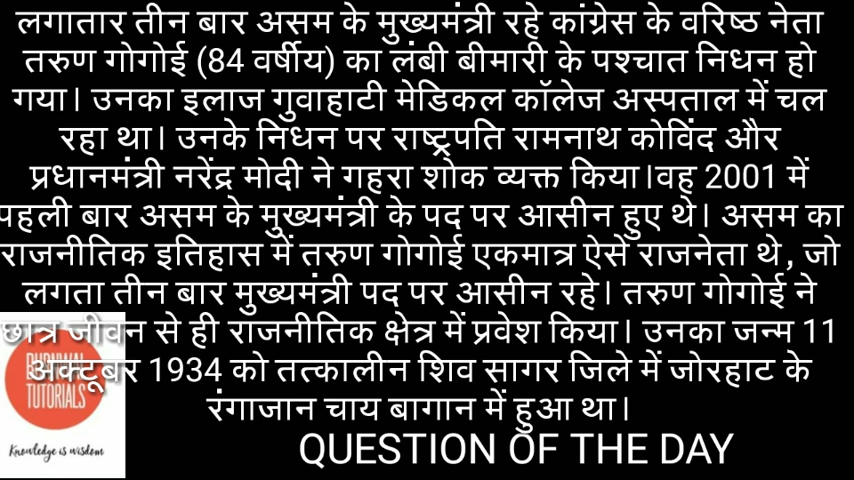 लगातार तीन बार असम के मुख्यमंत्री रहे कांग्रेस के वरिष्ठ नेता
तरुण गोगोई (84 वर्षीय) का लंबी बीमारी के पश्चात निधन हो
गया। उनका इलाज गुवाहाटी मेडिकल कॉलेज अस्पताल में चल
रहा था। उनके निधन पर राष्ट्रपति रामनाथ कोविंद और
प्रधानमंत्री नरेंद्र मोदी ने गहरा शोक व्यक्त किया।वह 2001 में
पहली बार असम के मुख्यमंत्री के पद पर आसीन हुए थे। असम का
राजनीतिक इतिहास में तरुण गोगोई एकमात्र ऐसे राजनेता थे, जो
लगता तीन बार मुख्यमंत्री पद पर आसीन रहे। तरुण गोगोई ने
छात्र जीवन से ही राजनीतिक क्षेत्र में प्रवेश किया। उनका जन्म 11
अक्टूबर 1934 को तत्कालीन शिव सागर जिले में जोरहाट के
रंगाजान चाय बागान में हुआ था।
TUTORIALS
Knowledge is wisdom
QUESTION OF THE DAY